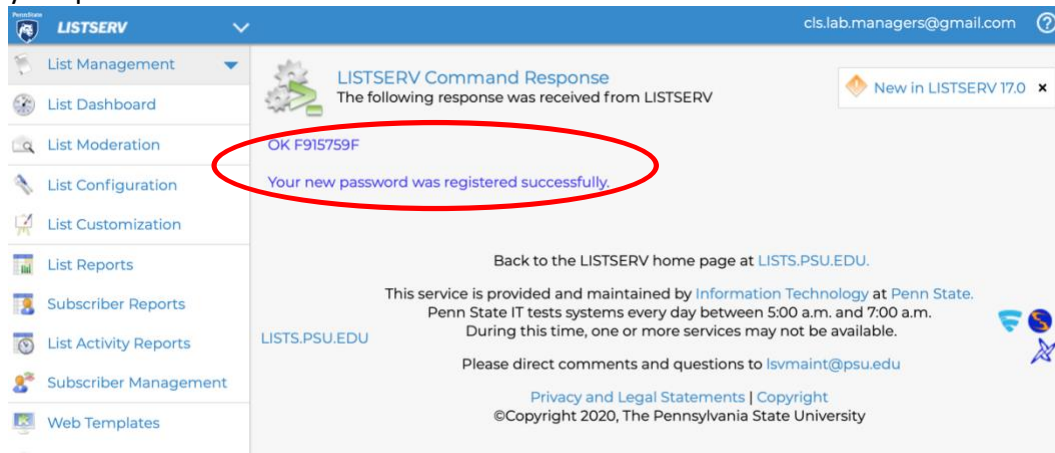 PennState
LISTSERV
cls.lab.managers@gmail.com
?
List Management
List Dashboard
List Moderation
List Configuration
List Customization
List Reports
Subscriber Reports
List Activity Reports
Subscriber Management
Web Templates
LISTSERV Command Response
The following response was received from LISTSERV
New in LISTSERV 17.0 ×
OK F915759F
Your new password was registered successfully.
Back to the LISTSERV home page at LISTS.PSU.EDU.
LISTS.PSU.EDU
This service is provided and maintained by Information Technology at Penn State.
Penn State IT tests systems every day between 5:00 a.m. and 7:00 a.m.
During this time, one or more services may not be available.
Please direct comments and questions to lsvmaint@psu.edu
Privacy and Legal Statements | Copyright
©Copyright 2020, The Pennsylvania State University